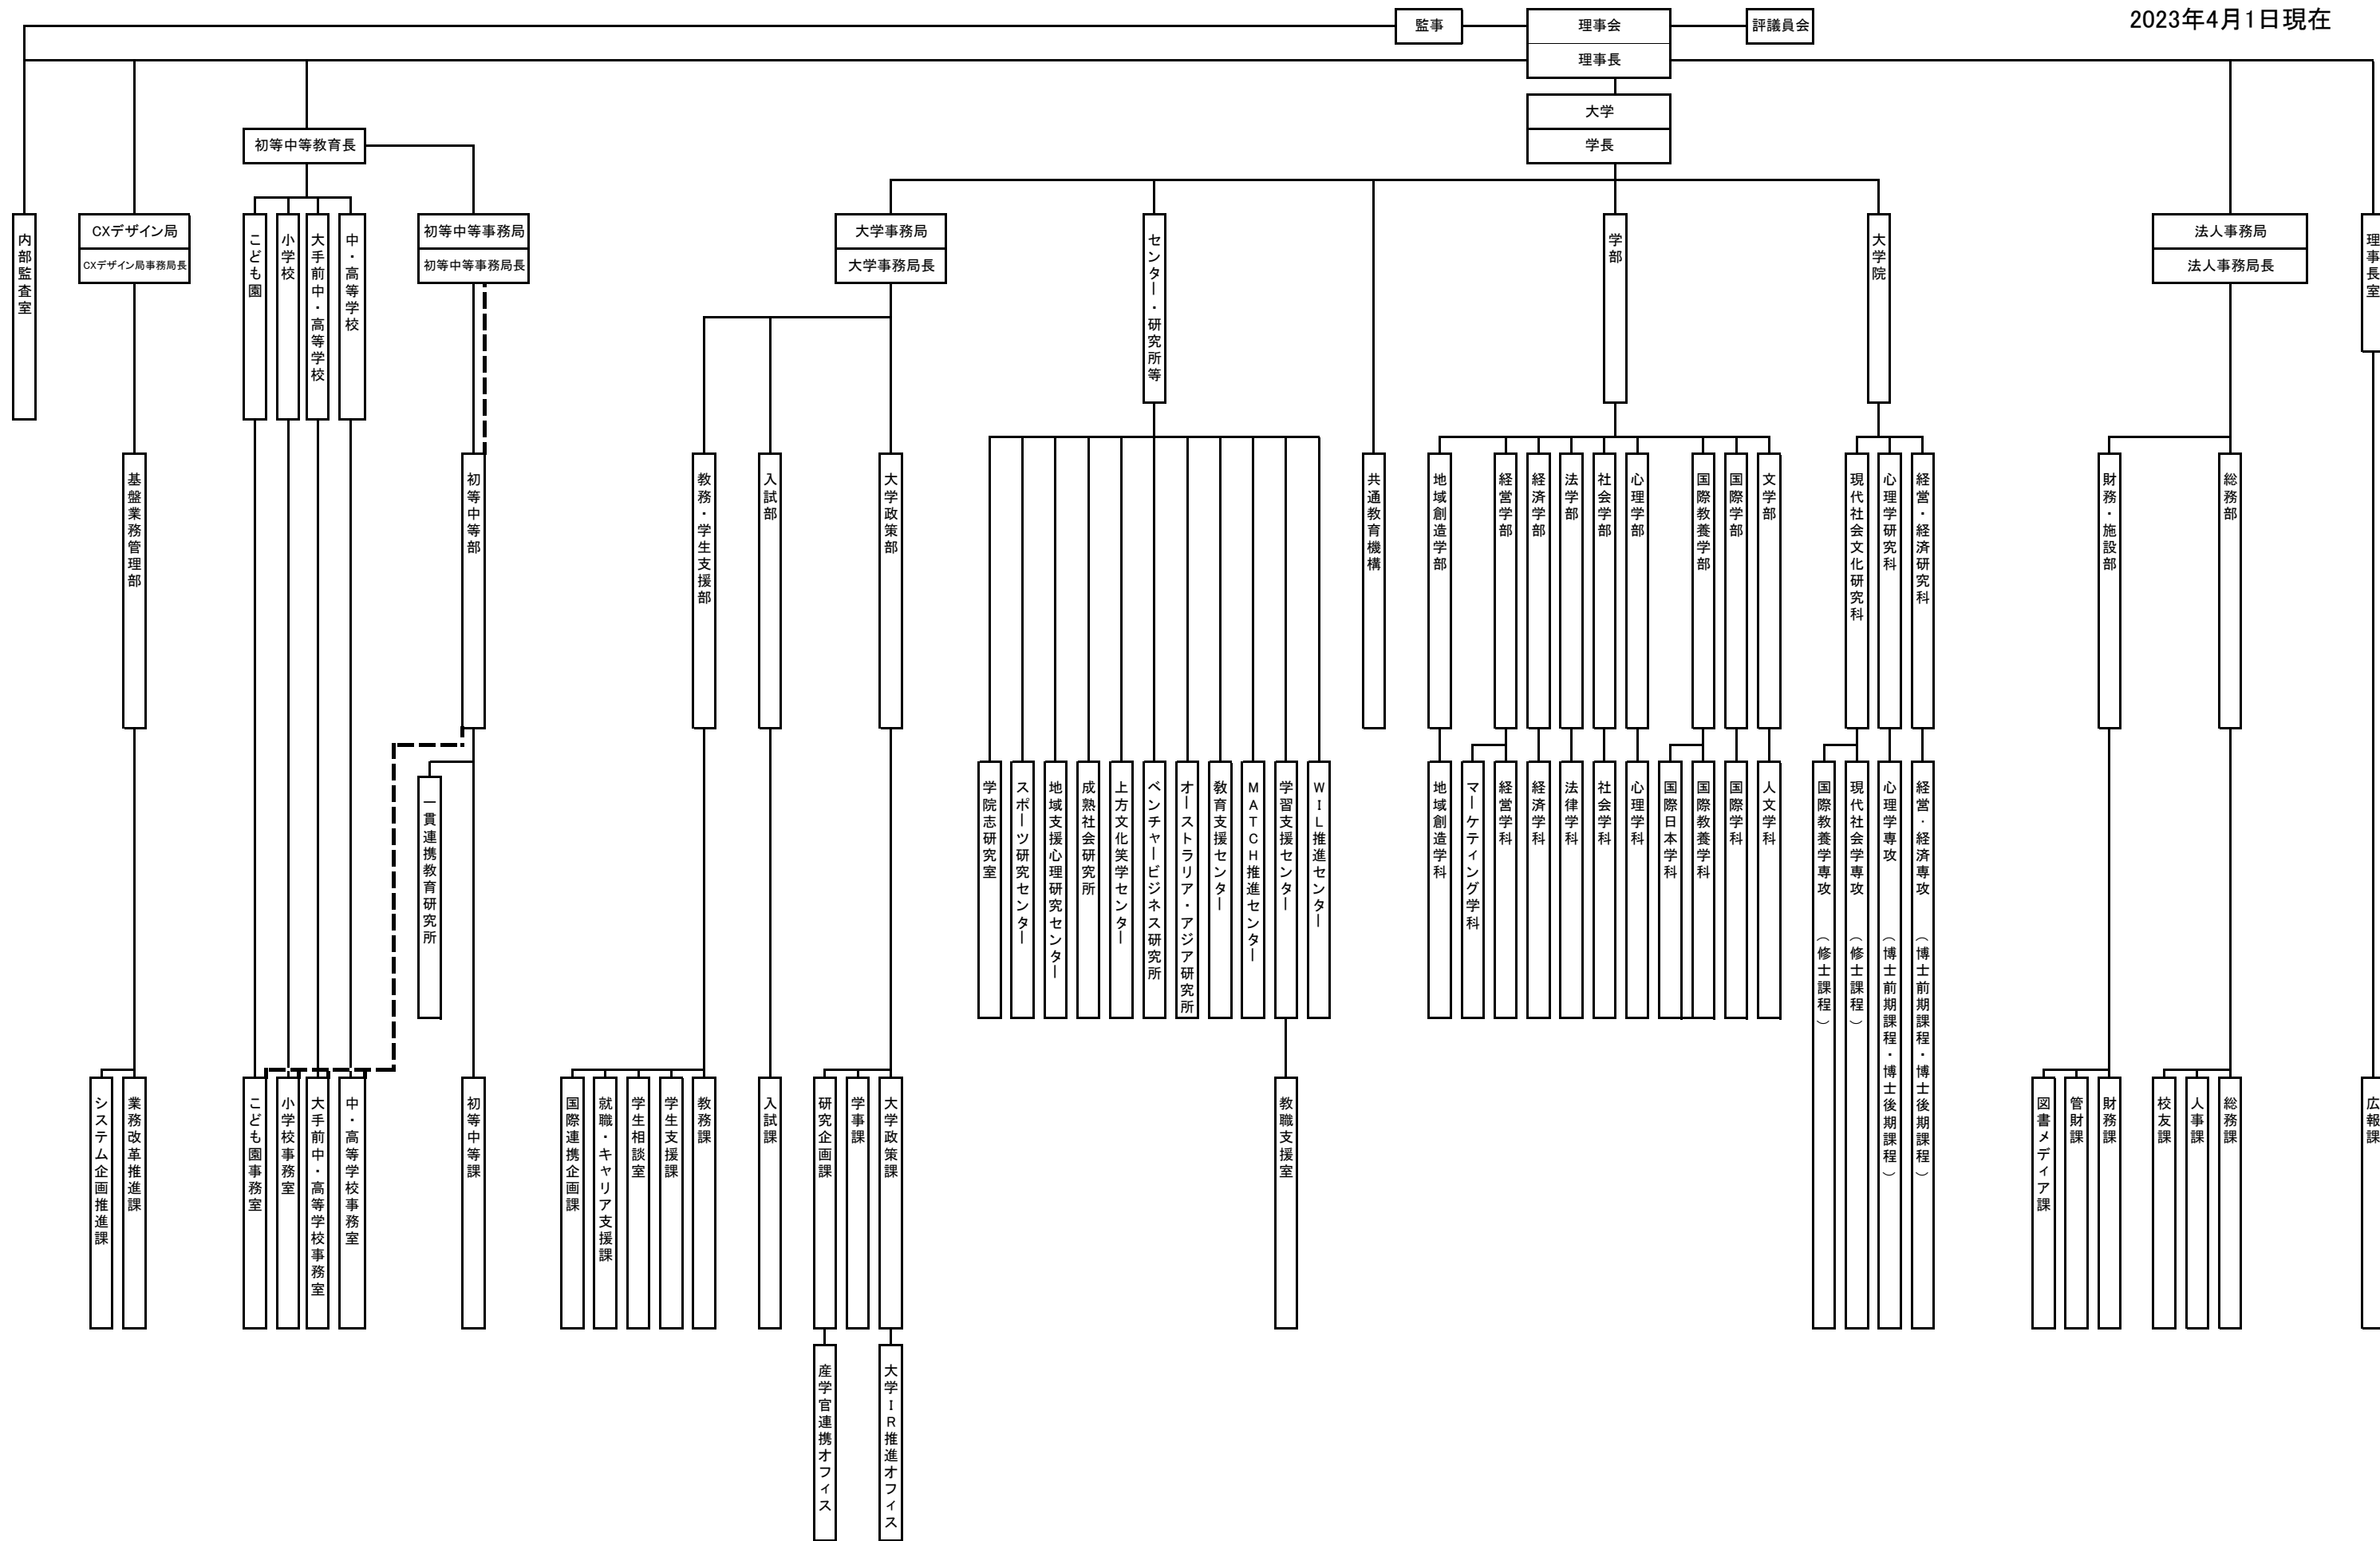 2023年4月1日現在
監事
理事会
評議員会
理事長
大学
学長
初等中等教育長
内部監査室
CXデザイン局
CXデザイン局事務局長
こども園
小学校
大手前中・高等学校
中・高等学校
初等中等事務局
初等中等事務局長
大学事務局
大学事務局長
センター・研究所等
学部
大学院
法人事務局
法人事務局長
理事長室
基盤業務管理部
初等中等部
教務・学生支援部
入試部
大学政策部
共通教育機構
地域創造学部
経営学部
経済学部
法学部
社会学部
心理学部
国際教養学部
国際学部
文学部
現代社会文化研究科
心理学研究科
経営・経済研究科
財務・施設部
総務部
一貫連携教育研究所
学院志研究室
スポーツ研究センター
地域支援心理研究センター
成熟社会研究所
上方文化笑学センター
ベンチャービジネス研究所
オーストラリア・アジア研究所
教育支援センター
MATCH推進センター
学習支援センター
WIL推進センター
地域創造学科
マーケティング学科
経営学科
経済学科
法律学科
社会学科
心理学科
国際日本学科
国際教養学科
国際学科
人文学科
国際教養学専攻（修士課程）
現代社会学専攻（修士課程）
心理学専攻（博士前期課程・博士後期課程）
経営・経済専攻（博士前期課程・博士後期課程）
システム企画推進課
業務改革推進課
こども園事務室
小学校事務室
大手前中・高等学校事務室
中・高等学校事務室
初等中等課
国際連携企画課
就職・キャリア支援課
学生相談室
学生支援課
教務課
入試課
研究企画課
学事課
大学政策課
教職支援室
図書メディア課
管財課
財務課
校友課
人事課
総務課
広報課
産学官連携オフィス
大学IR推進オフィス